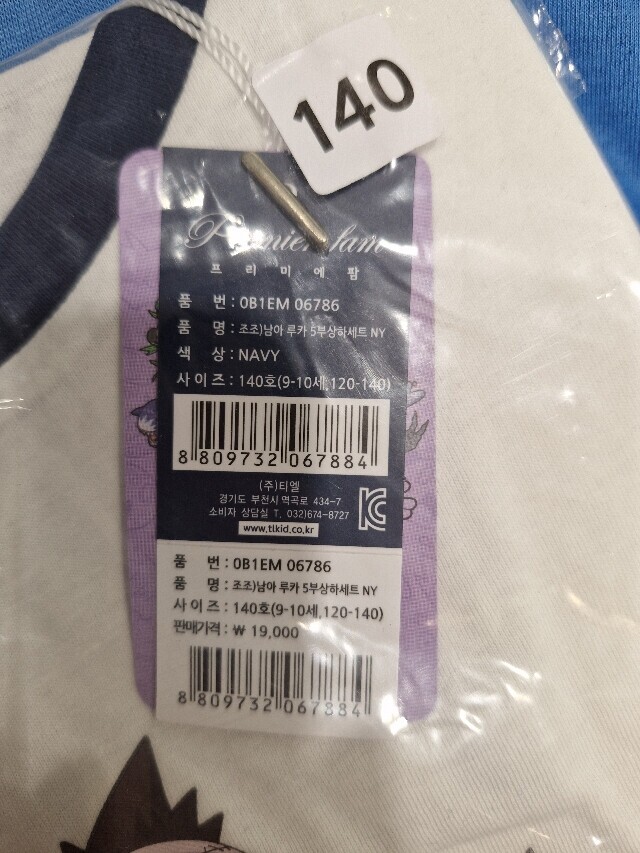 140
Premier fam
프리미에팜
품 번 : 0B1EM 06786
품 명 : 조조)남아 루카 5부상하세트 NY
색 상 : NAVY
사이즈 : 140호(9-10세,120-140)
8 809732 067884
(주)티엘
경기도 부천시 역곡로 434-7
소비자 상담실 T. 032)674-8727
www.tlkid.co.kr
품 번 : 0B1EM 06786
품 명 : 조조)남아 루카 5부상하세트 NY
사이즈 : 140호(9-10세,120-140)
판매가격 : ₩ 19,000
8 809732 067884